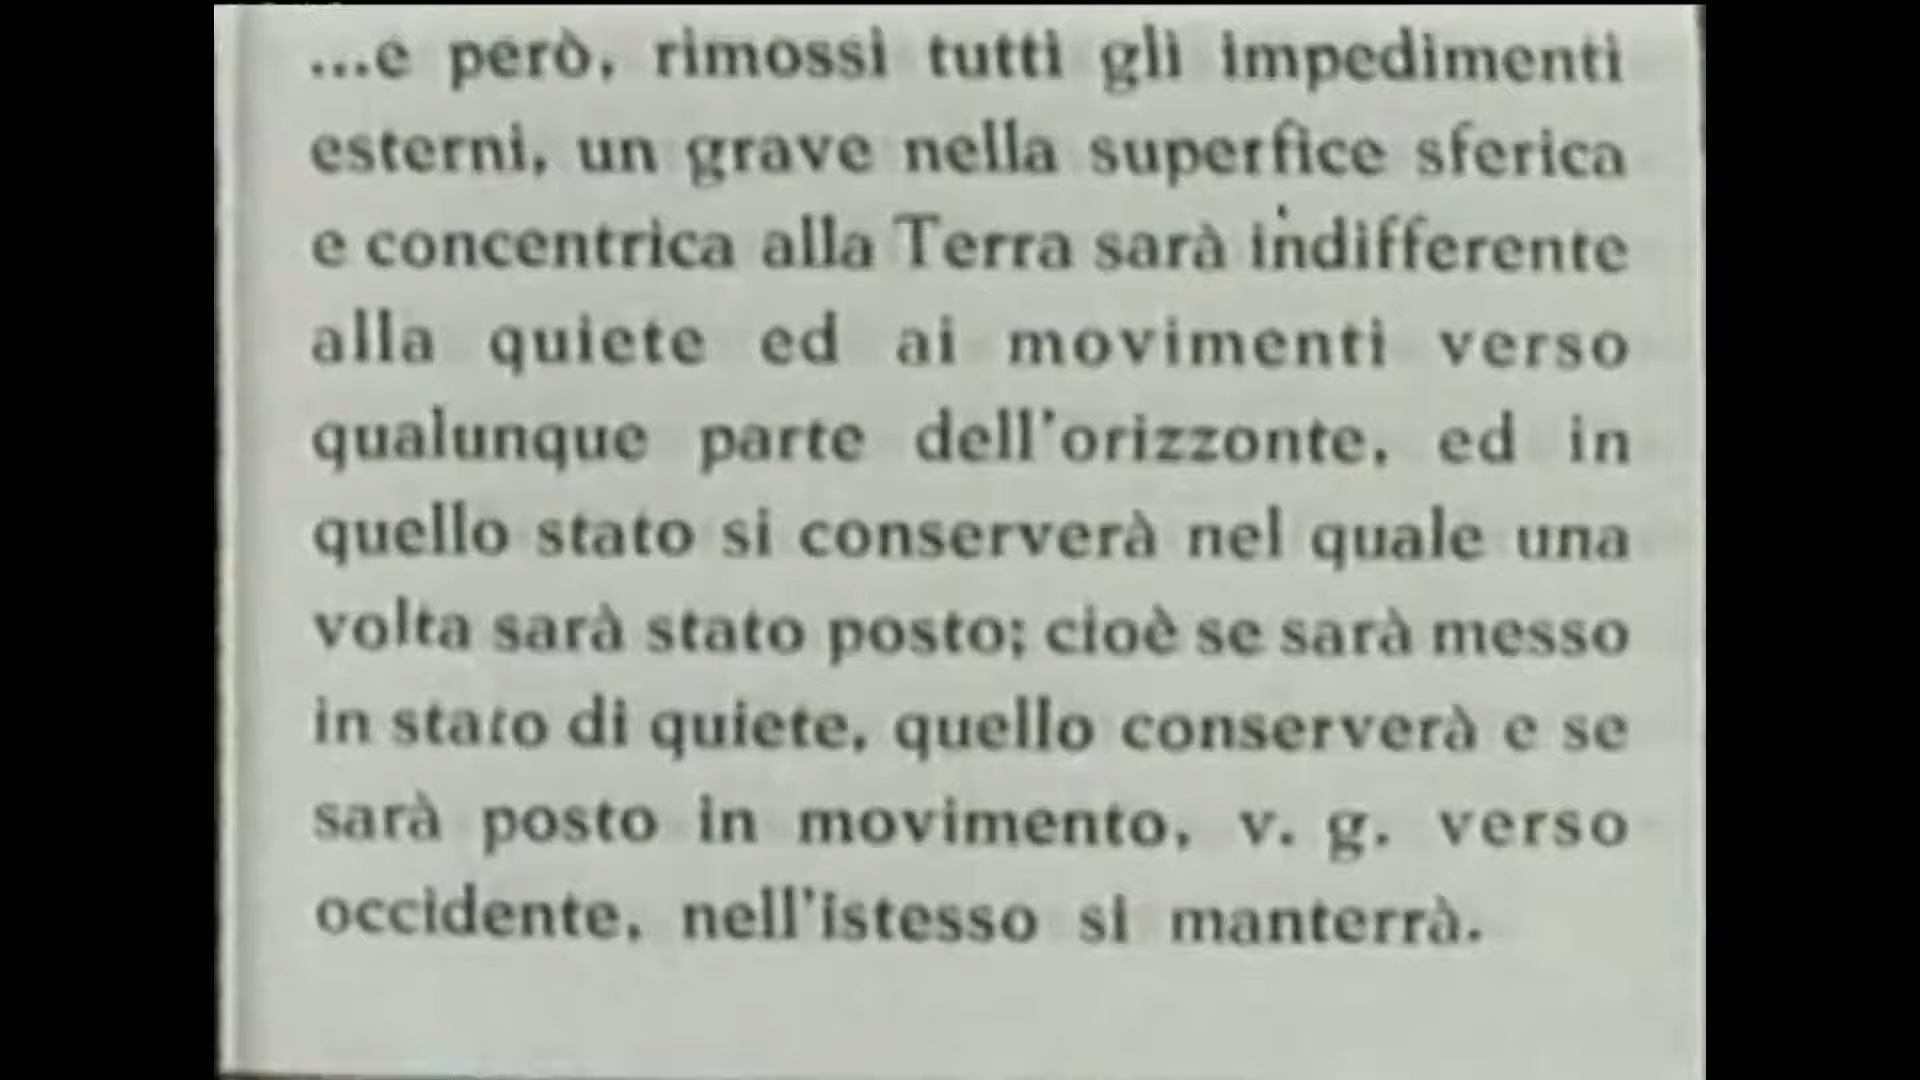 ...e però, rimossi tutti gli impedimenti
esterni, un grave nella superfice sferica
e concentrica alla Terra sarà indifferente
alla quiete ed ai movimenti verso
qualunque parte dell'orizzonte, ed in
quello stato si conserverà nel quale una
volta sarà stato posto; cioè se sarà messo
in stato di quiete, quello conserverà e se
sarà posto in movimento, v. g. verso
occidente, nell'istesso si manterrà.